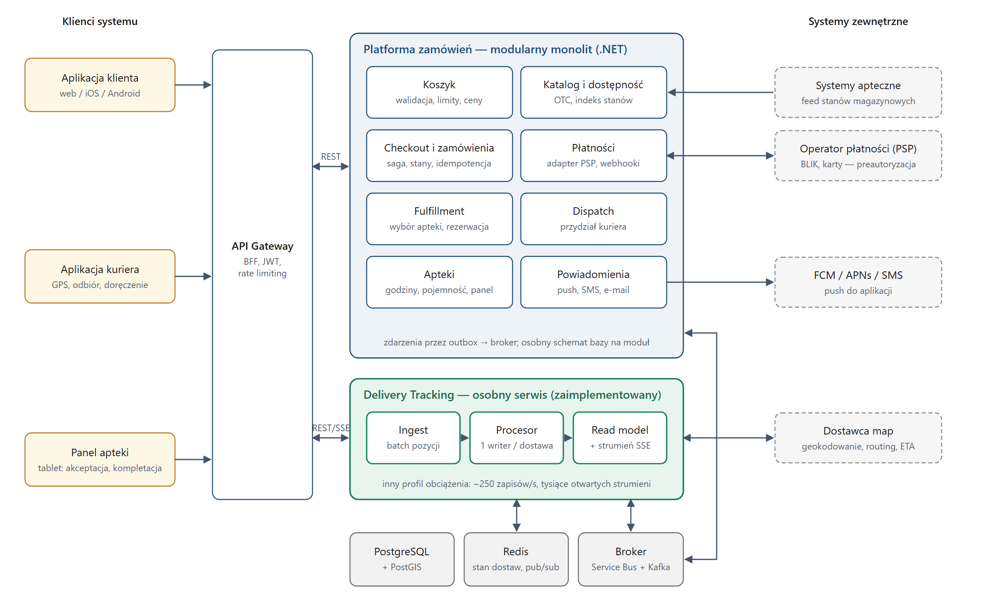 Klienci systemu
Systemy zewnętrzne
Aplikacja klienta
web / iOS / Android
Aplikacja kuriera
GPS, odbiór, doręczenie
Panel apteki
tablet: akceptacja, kompletacja
API Gateway
BFF, JWT,
rate limiting
REST
REST/SSE
Platforma zamówień — modularny monolit (.NET)
Koszyk
walidacja, limity, ceny
Katalog i dostępność
OTC, indeks stanów
Checkout i zamówienia
saga, stany, idempotencja
Płatności
adapter PSP, webhooki
Fulfillment
wybór apteki, rezerwacja
Dispatch
przydział kuriera
Apteki
godziny, pojemność, panel
Powiadomienia
push, SMS, e-mail
zdarzenia przez outbox → broker; osobny schemat bazy na moduł
Delivery Tracking — osobny serwis (zaimplementowany)
Ingest
batch pozycji
Procesor
1 writer / dostawa
Read model
+ strumień SSE
inny profil obciążenia: ~250 zapisów/s, tysiące otwartych strumieni
PostgreSQL
+ PostGIS
Redis
stan dostaw, pub/sub
Broker
Service Bus + Kafka
Systemy apteczne
feed stanów magazynowych
Operator płatności (PSP)
BLIK, karty — preautoryzacja
FCM / APNs / SMS
push do aplikacji
Dostawca map
geokodowanie, routing, ETA